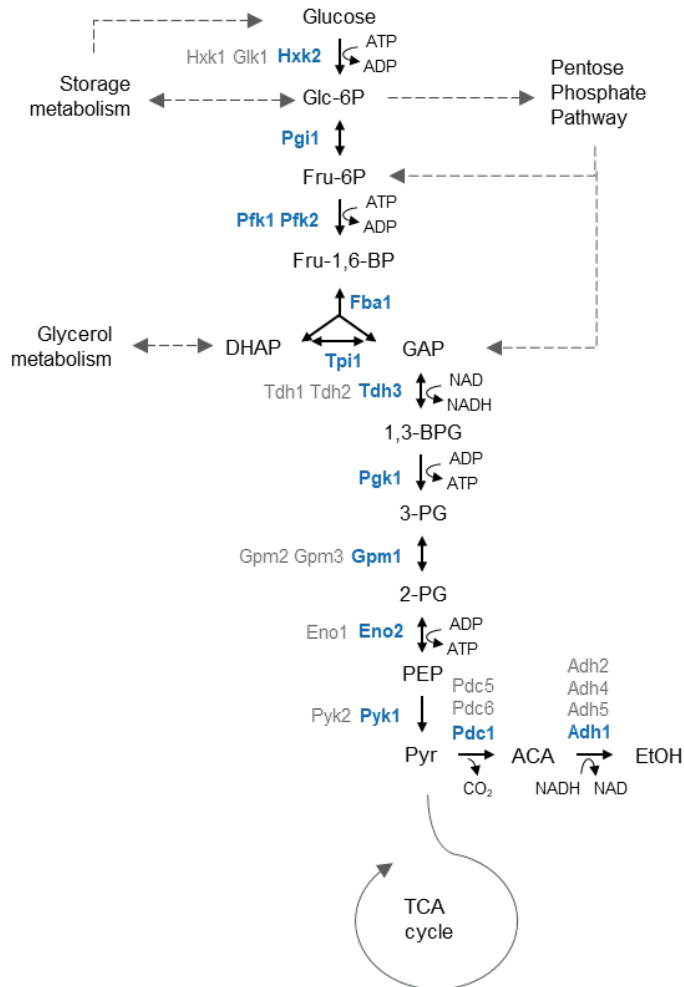 Glucose
Hxk1 Glk1 Hxk2
ATP
ADP
Storage
metabolism
Glc-6P
Pentose
Phosphate
Pathway
Pgi1
Fru-6P
Pfk1 Pfk2
ATP
ADP
Fru-1,6-BP
Fba1
Glycerol
metabolism
DHAP
GAP
Tpi1
Tdh1 Tdh2 Tdh3
NAD
NADH
1,3-BPG
Pgk1
ADP
ATP
3-PG
Gpm2 Gpm3 Gpm1
2-PG
Eno1 Eno2
ADP
ATP
PEP
Pyk2 Pyk1
Pdc5
Pdc6
Pdc1
Adh2
Adh4
Adh5
Adh1
Pyr
ACA
EtOH
CO₂
NADH NAD
TCA
cycle